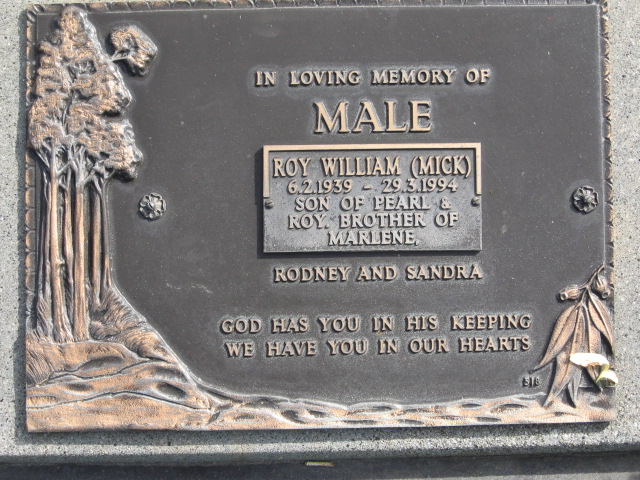 IN LOVING MEMORY OF
MALE
ROY WILLIAM (MICK)
6.2.1939 - 29.3.1994
SON OF PEARL &
ROY. BROTHER OF
MARLENE,
RODNEY AND SANDRA
GOD HAS YOU IN HIS KEEPING
WE HAVE YOU IN OUR HEARTS